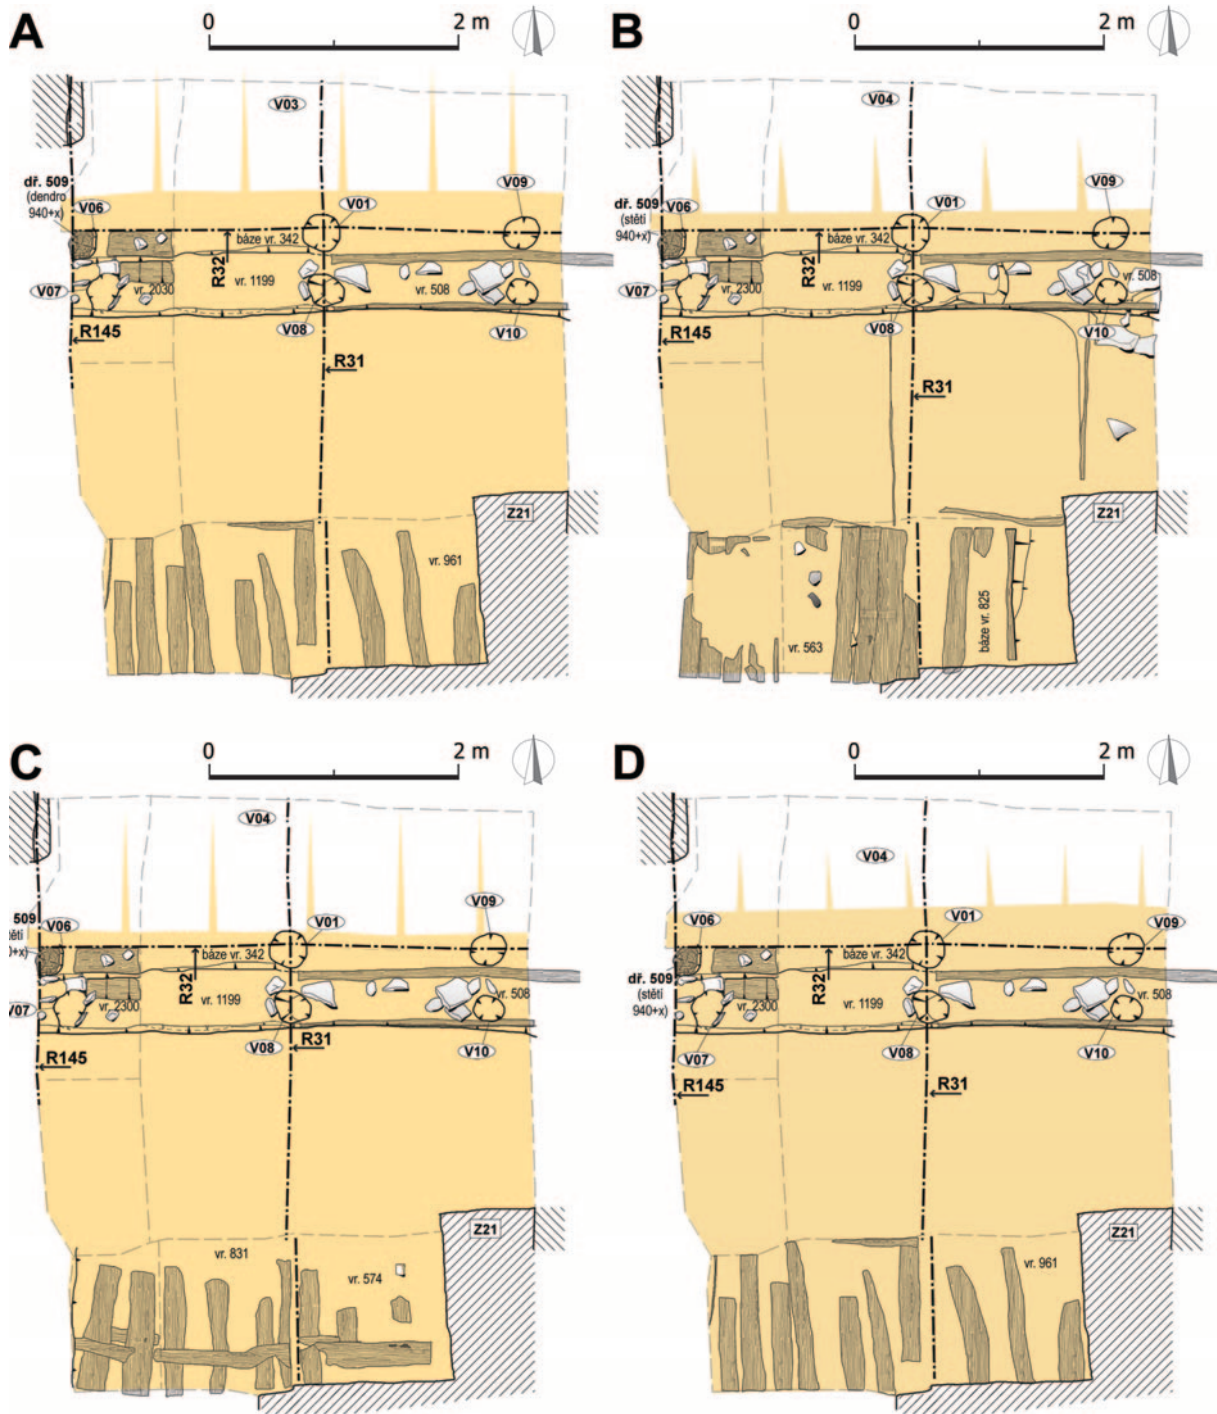 A
0
2 m
V03
dř. 509
(dendro
940+x)
V06
V01
V09
báze vr. 342
R32
vr. 2030
vr. 1199
vr. 508
V07
V08
V10
R145
R31
Z21
vr. 961
B
0
2 m
V04
dř. 509
(stětí
940+x)
V06
V01
V09
báze vr. 342
R32
vr. 2300
vr. 1199
vr. 508
V07
V08
V10
R145
R31
Z21
vr. 563
báze vr. 825
C
0
2 m
V04
509
ětí
0+x)
V06
V01
V09
báze vr. 342
R32
vr. 2300
vr. 1199
vr. 508
V07
V08
R31
V10
R145
Z21
vr. 831
vr. 574
D
0
2 m
V04
V06
V01
V09
báze vr. 342
dř. 509
(stětí
940+x)
R32
vr. 2300
vr. 1199
vr. 508
V07
V08
V10
R145
R31
Z21
vr. 961